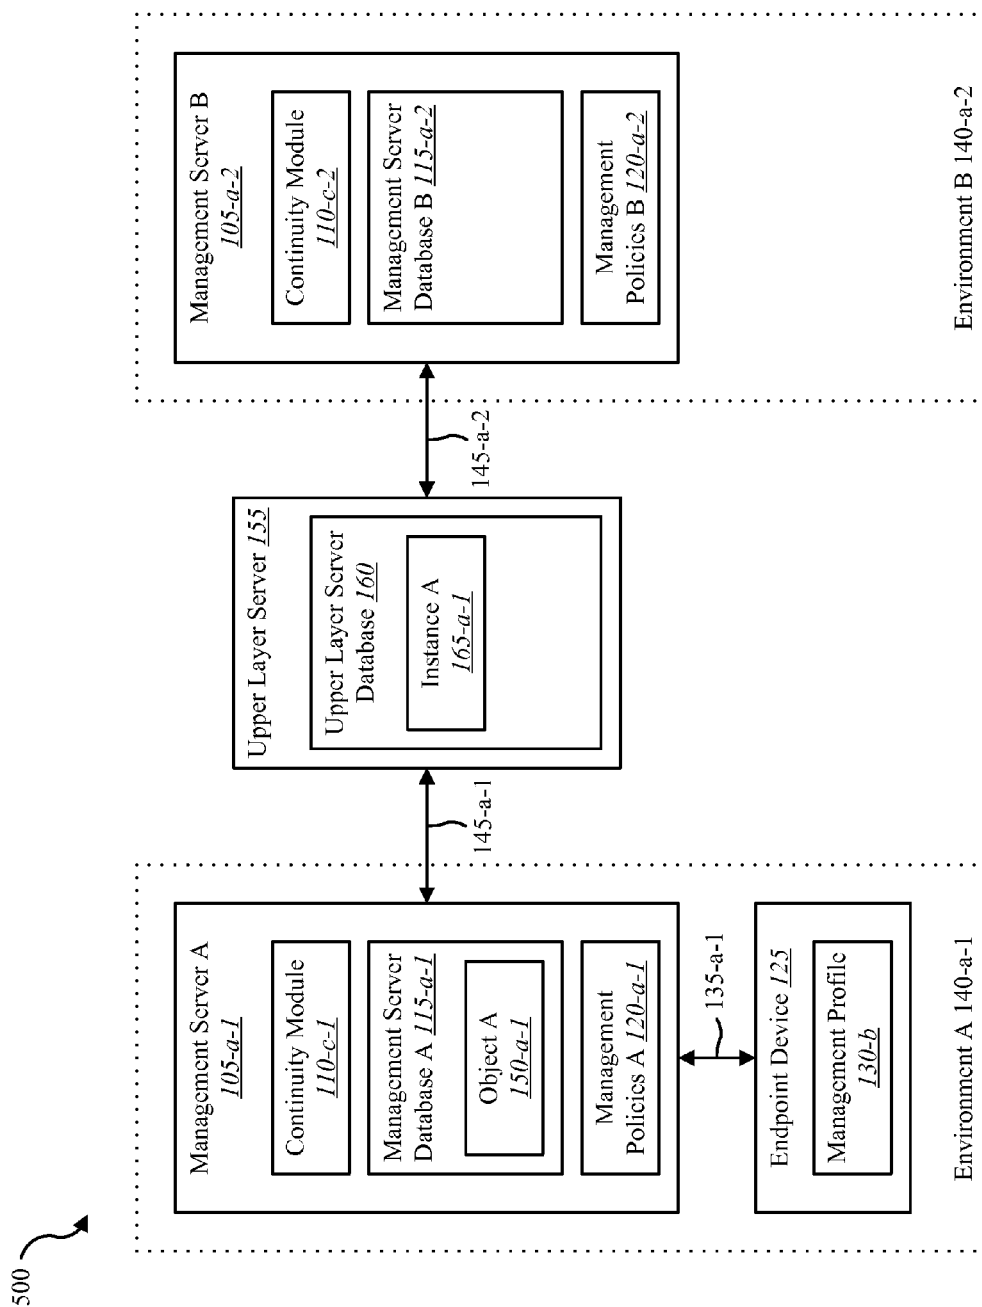 500
Management Server A
105-a-1
Continuity Module
110-c-1
Management Server
Database A 115-a-1
Object A
150-a-1
Management
Policies A 120-a-1
135-a-1
Endpoint Device 125
Management Profile
130-b
Environment A 140-a-1
145-a-1
Upper Layer Server 155
Upper Layer Server
Database 160
Instance A
165-a-1
145-a-2
Management Server B
105-a-2
Continuity Module
110-c-2
Management Server
Database B 115-a-2
Management
Policies B 120-a-2
Environment B 140-a-2